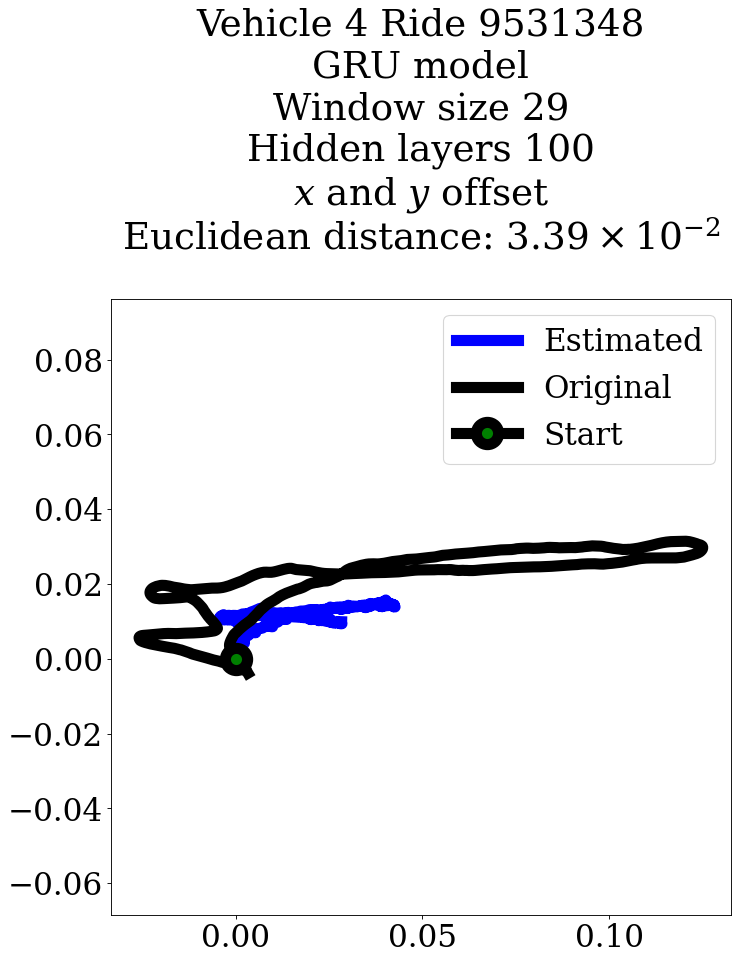 Vehicle 4 Ride 9531348
GRU model
Window size 29
Hidden layers 100
x and y offset
Euclidean distance: 3.39 × 10⁻²
Estimated
Original
Start
0.08
0.06
0.04
0.02
0.00
−0.02
−0.04
−0.06
0.00 0.05 0.10